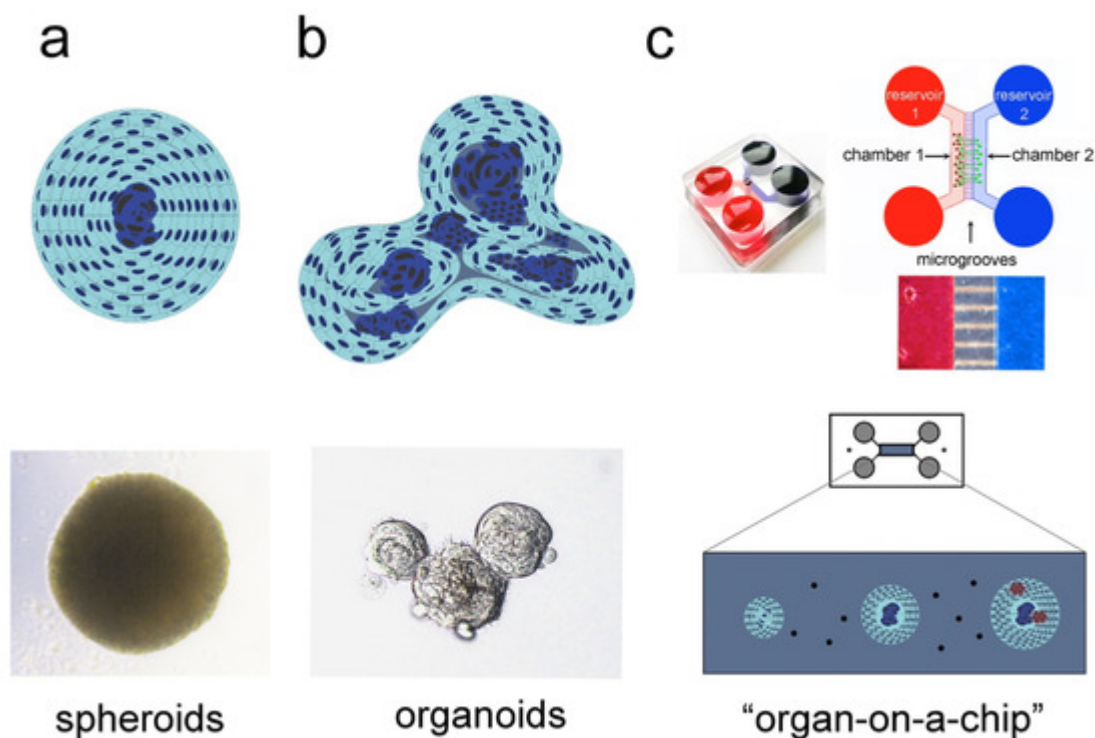 a
b
c
reservoir
1
reservoir
2
chamber 1
chamber 2
microgrooves
spheroids
organoids
“organ-on-a-chip”